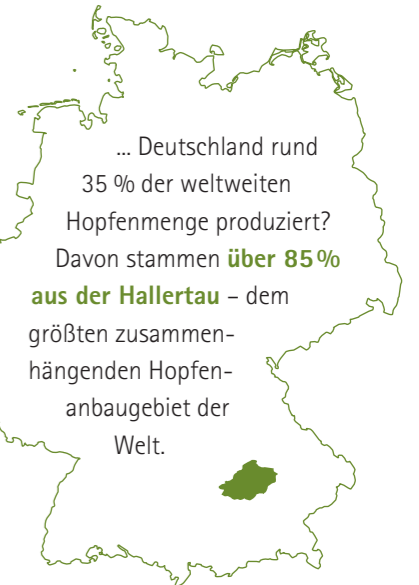 ... Deutschland rund
35 % der weltweiten
Hopfenmenge produziert?
Davon stammen über 85 %
aus der Hallertau – dem
größten zusammen-
hängenden Hopfen-
anbaugebiet der
Welt.